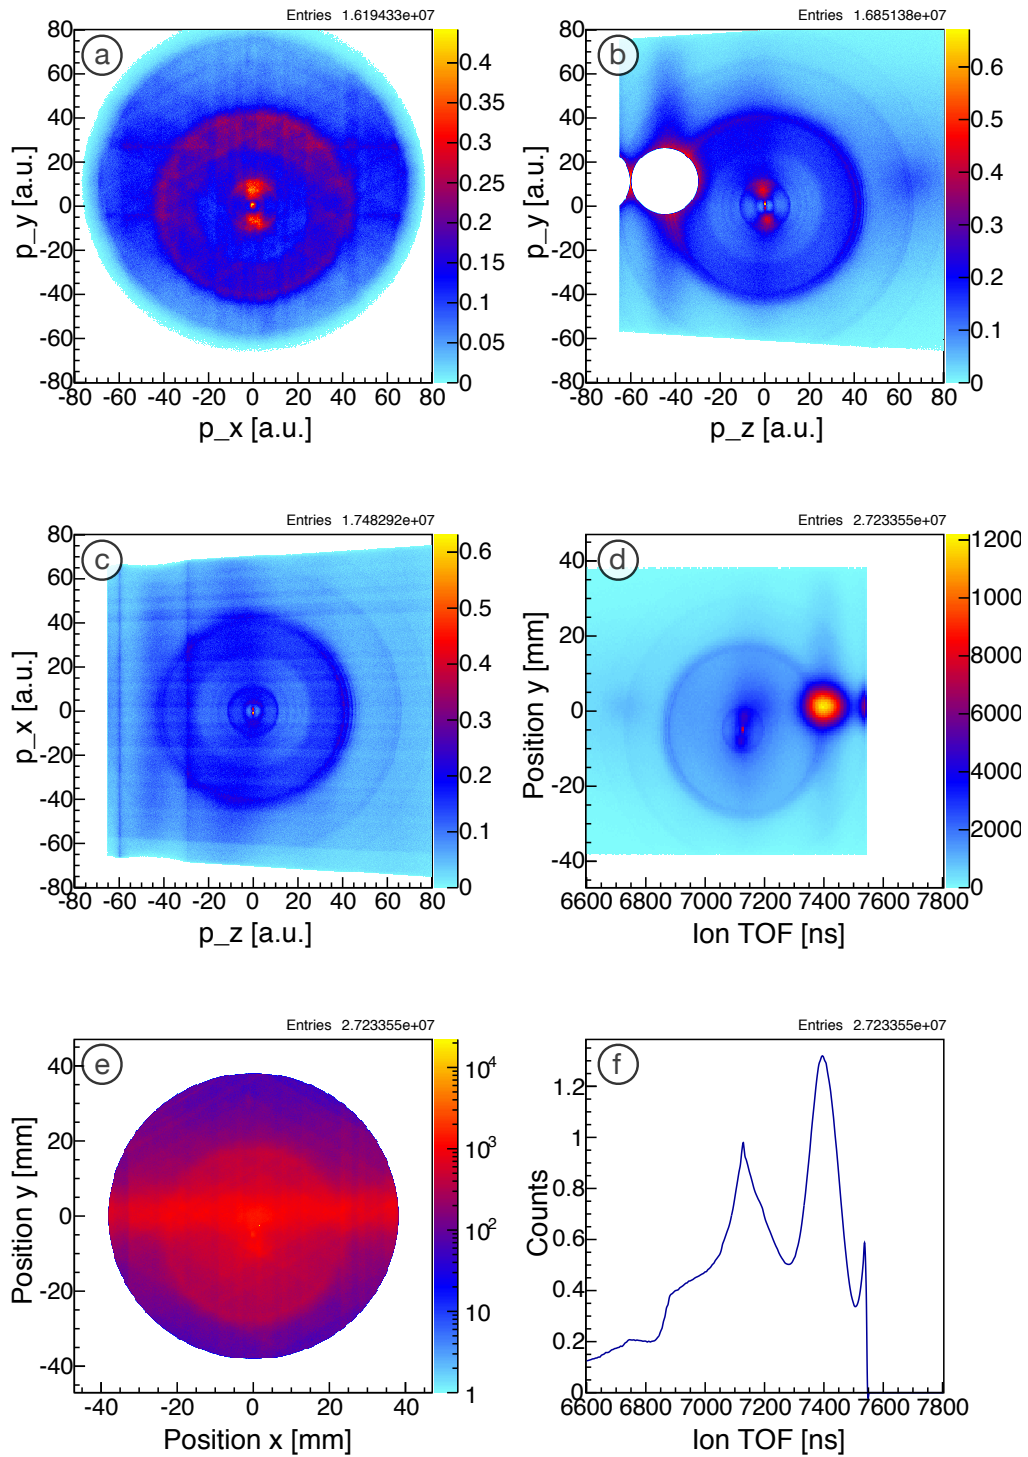 Entries 1.619433e+07
a
80
60
40
20
0
-20
-40
-60
-80
p_y [a.u.]
-80 -60 -40 -20 0 20 40 60 80
p_x [a.u.]
0.4
0.35
0.3
0.25
0.2
0.15
0.1
0.05
0
Entries 1.685138e+07
b
80
60
40
20
0
-20
-40
-60
-80
p_y [a.u.]
-80 -60 -40 -20 0 20 40 60 80
p_z [a.u.]
0.6
0.5
0.4
0.3
0.2
0.1
0
Entries 1.748292e+07
c
80
60
40
20
0
-20
-40
-60
-80
p_x [a.u.]
-80 -60 -40 -20 0 20 40 60 80
p_z [a.u.]
0.6
0.5
0.4
0.3
0.2
0.1
0
Entries 2.723355e+07
d
40
20
0
-20
-40
Position y [mm]
6600 6800 7000 7200 7400 7600 7800
Ion TOF [ns]
1200
1000
8000
6000
4000
2000
0
Entries 2.723355e+07
e
40
20
0
-20
-40
Position y [mm]
-40 -20 0 20 40
Position x [mm]
10⁴
10³
10²
10
1
Entries 2.723355e+07
f
1.2
1
0.8
0.6
0.4
0.2
0
Counts
6600 6800 7000 7200 7400 7600 7800
Ion TOF [ns]